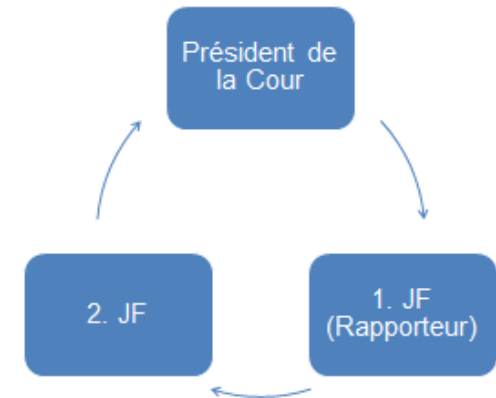 Président de
la Cour
1. JF
(Rapporteur)
2. JF